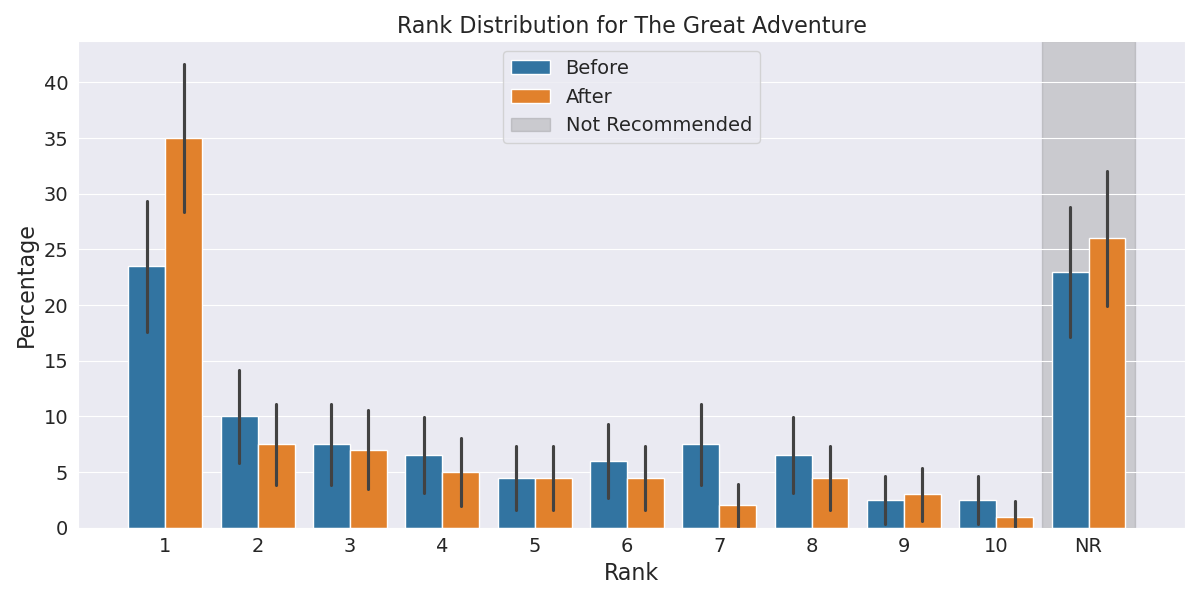 Rank Distribution for The Great Adventure
Before
After
Not Recommended
Percentage
40
35
30
25
20
15
10
5
0
1 2 3 4 5 6 7 8 9 10 NR
Rank